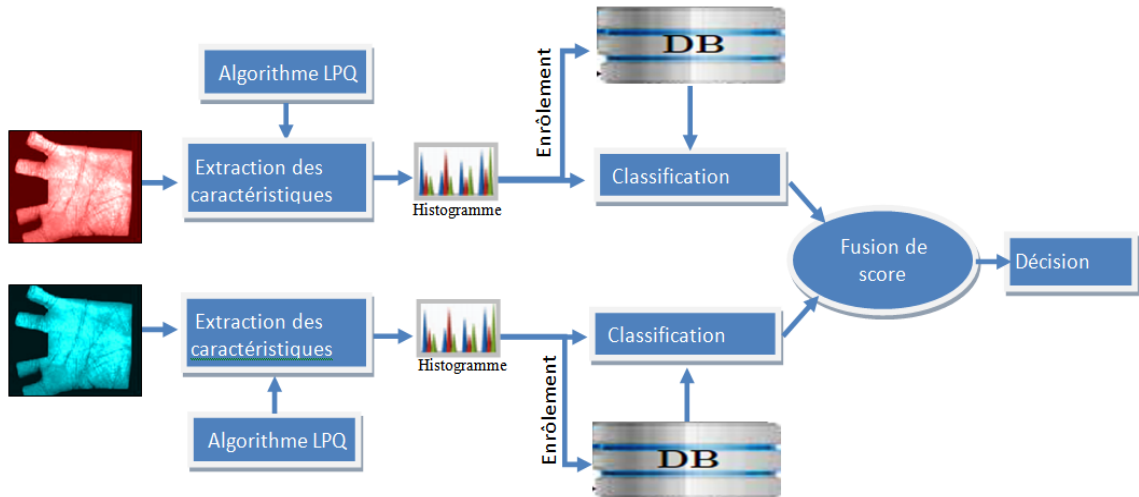 Algorithme LPQ
Enrôlement
DB
Extraction des
caractéristiques
Histogramme
Classification
Fusion de
score
Décision
Extraction des
caractéristiques
Histogramme
Classification
Enrôlement
Algorithme LPQ
DB